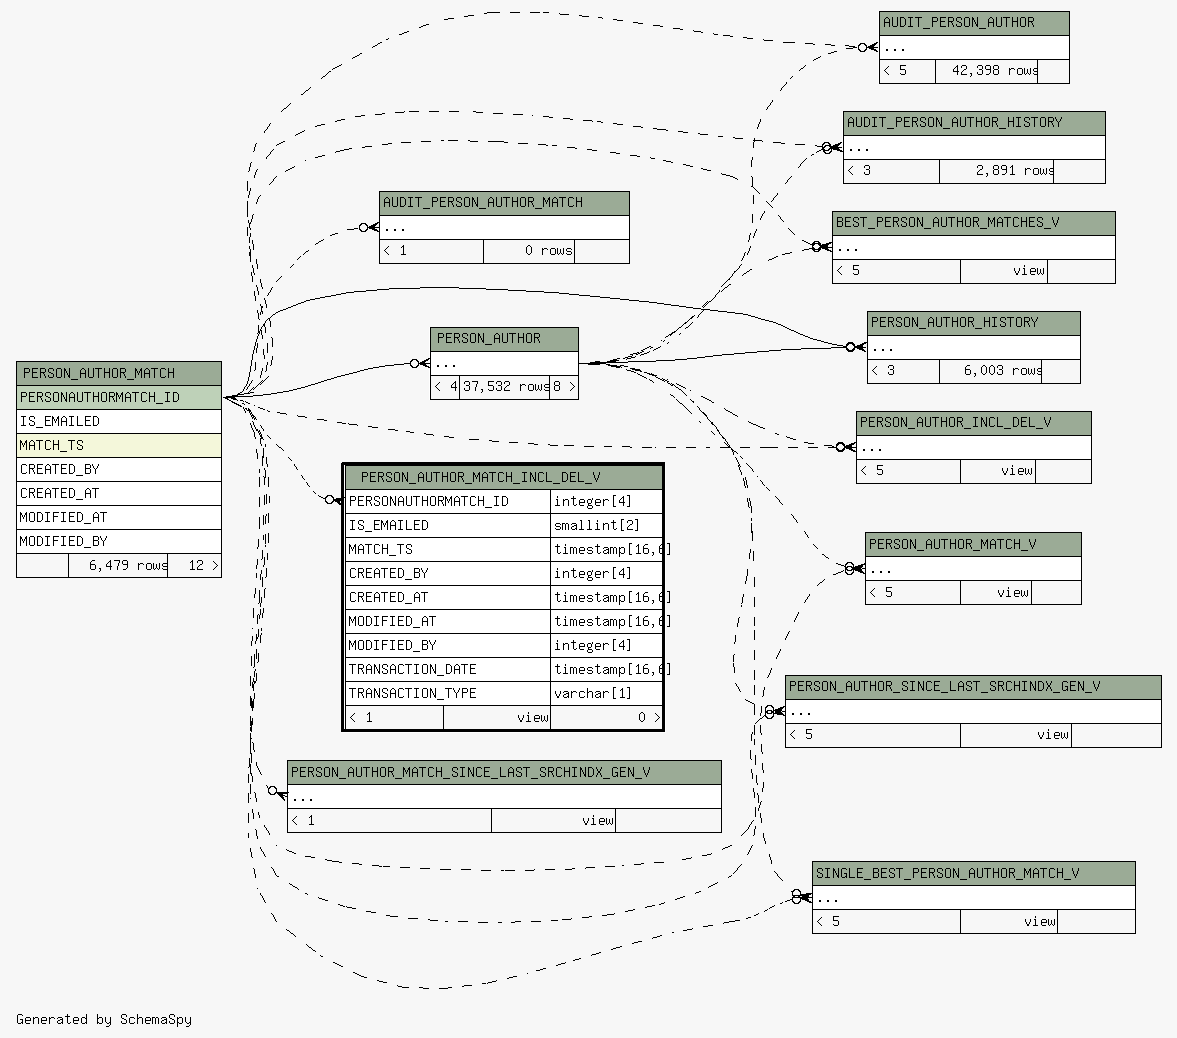 AUDIT_PERSON_AUTHOR
...
< 5 42,398 rows
AUDIT_PERSON_AUTHOR_HISTORY
...
< 3 2,891 rows
AUDIT_PERSON_AUTHOR_MATCH
...
< 1 0 rows
BEST_PERSON_AUTHOR_MATCHES_V
...
< 5 view
PERSON_AUTHOR_HISTORY
...
< 3 6,003 rows
PERSON_AUTHOR
...
< 4 37,532 rows 8 >
PERSON_AUTHOR_MATCH
PERSONAUTHORMATCH_ID
IS_EMAILED
MATCH_TS
CREATED_BY
CREATED_AT
MODIFIED_AT
MODIFIED_BY
6,479 rows 12 >
PERSON_AUTHOR_INCL_DEL_V
...
< 5 view
PERSON_AUTHOR_MATCH_INCL_DEL_V
PERSONAUTHORMATCH_ID integer[4]
IS_EMAILED smallint[2]
MATCH_TS timestamp[16,6]
CREATED_BY integer[4]
CREATED_AT timestamp[16,6]
MODIFIED_AT timestamp[16,6]
MODIFIED_BY integer[4]
TRANSACTION_DATE timestamp[16,6]
TRANSACTION_TYPE varchar[1]
< 1 view 0 >
PERSON_AUTHOR_MATCH_V
...
< 5 view
PERSON_AUTHOR_SINCE_LAST_SRCHINDX_GEN_V
...
< 5 view
PERSON_AUTHOR_MATCH_SINCE_LAST_SRCHINDX_GEN_V
...
< 1 view
SINGLE_BEST_PERSON_AUTHOR_MATCH_V
...
< 5 view
Generated by SchemaSpy